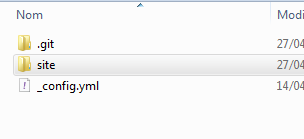 Nom Modi
.git 27/04
site 27/04
_config.yml 14/04